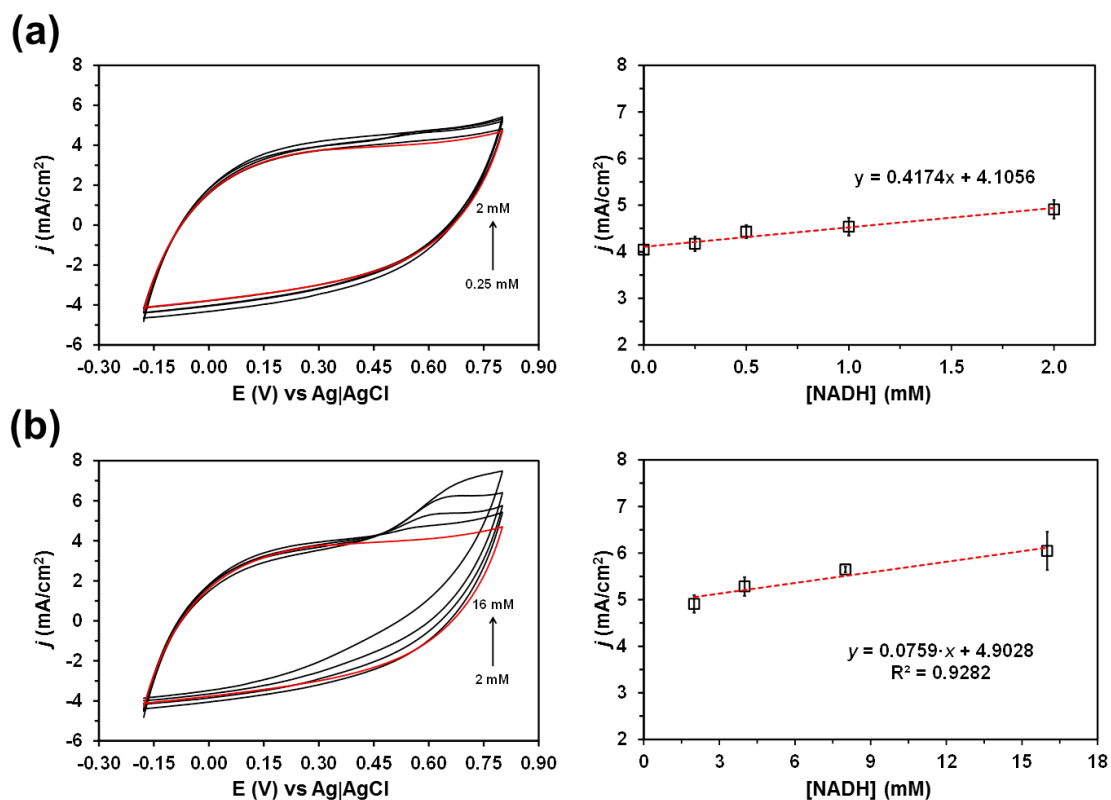 (a)
8
6
4
2
0
-2
-4
-6
j (mA/cm²)
2 mM
0.25 mM
-0.30 -0.15 0.00 0.15 0.30 0.45 0.60 0.75 0.90
E (V) vs Ag|AgCl
8
7
6
5
4
3
2
j (mA/cm²)
y = 0.4174x + 4.1056
0.0 0.5 1.0 1.5 2.0
[NADH] (mM)
(b)
8
6
4
2
0
-2
-4
-6
j (mA/cm²)
16 mM
2 mM
-0.30 -0.15 0.00 0.15 0.30 0.45 0.60 0.75 0.90
E (V) vs Ag|AgCl
8
7
6
5
4
3
2
j (mA/cm²)
y = 0.0759·x + 4.9028
R² = 0.9282
0 3 6 9 12 15 18
[NADH] (mM)